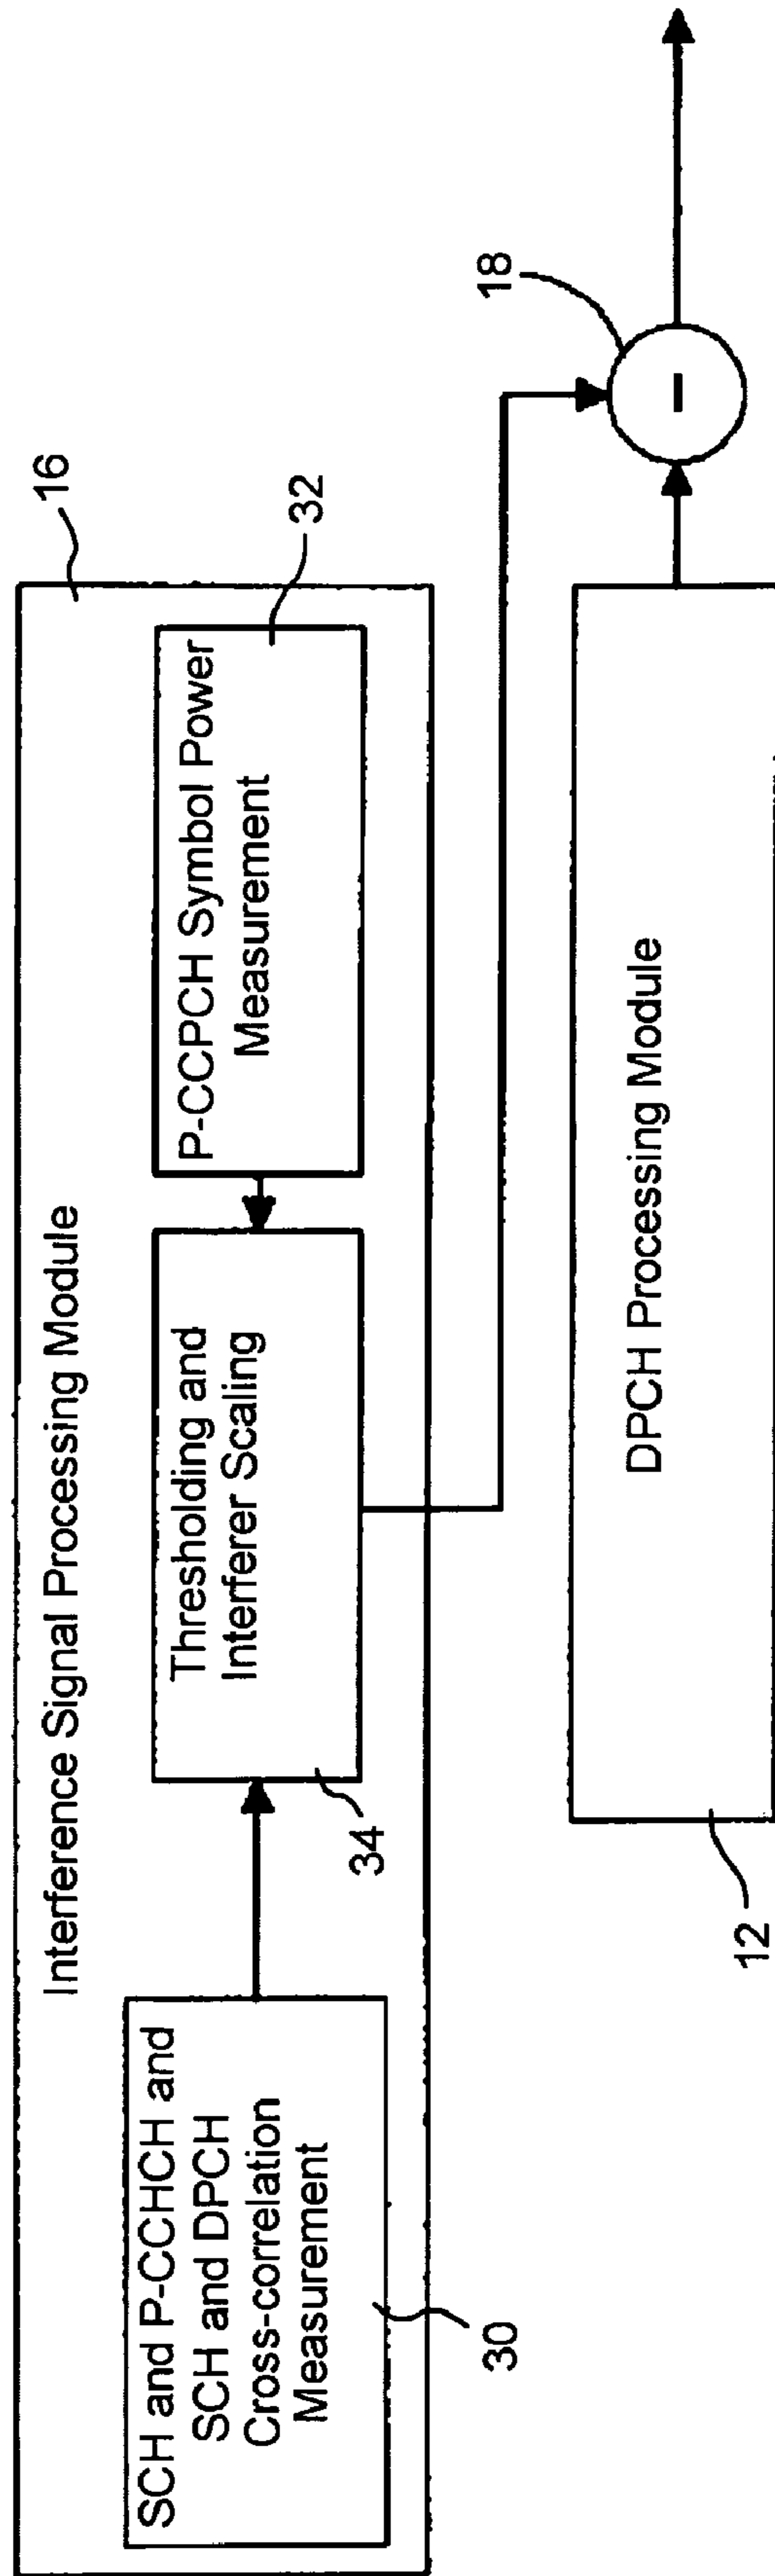 Interference Signal Processing Module
16
SCH and P-CCHCH and
SCH and DPCH
Cross-correlation
Measurement
30
Thresholding and
Interferer Scaling
34
P-CCPCH Symbol Power
Measurement
32
18
DPCH Processing Module
12